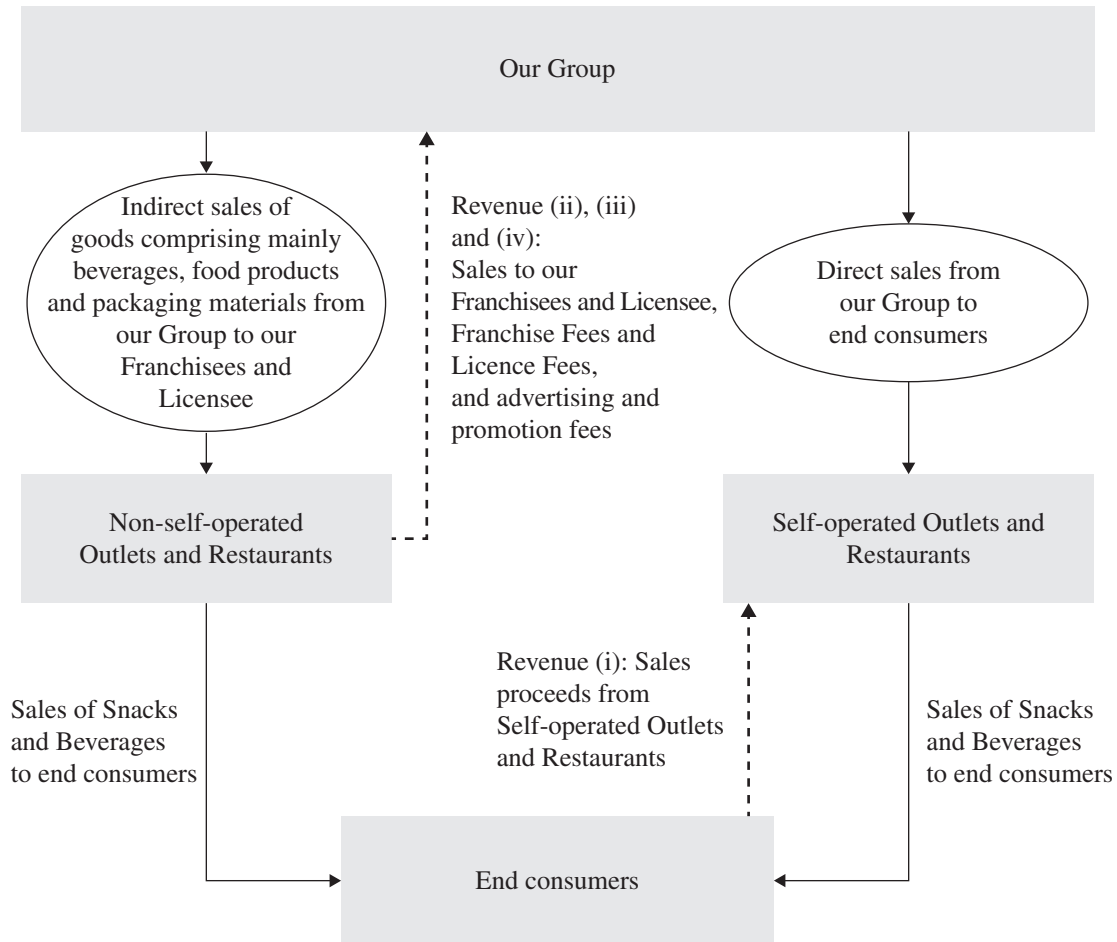 Our Group
Indirect sales of
goods comprising mainly
beverages, food products
and packaging materials from
our Group to our
Franchisees and
Licensee
Revenue (ii), (iii)
and (iv):
Sales to our
Franchisees and Licensee,
Franchise Fees and
Licence Fees,
and advertising and
promotion fees
Direct sales from
our Group to
end consumers
Non-self-operated
Outlets and Restaurants
Self-operated Outlets and
Restaurants
Sales of Snacks
and Beverages
to end consumers
Revenue (i): Sales
proceeds from
Self-operated Outlets
and Restaurants
Sales of Snacks
and Beverages
to end consumers
End consumers